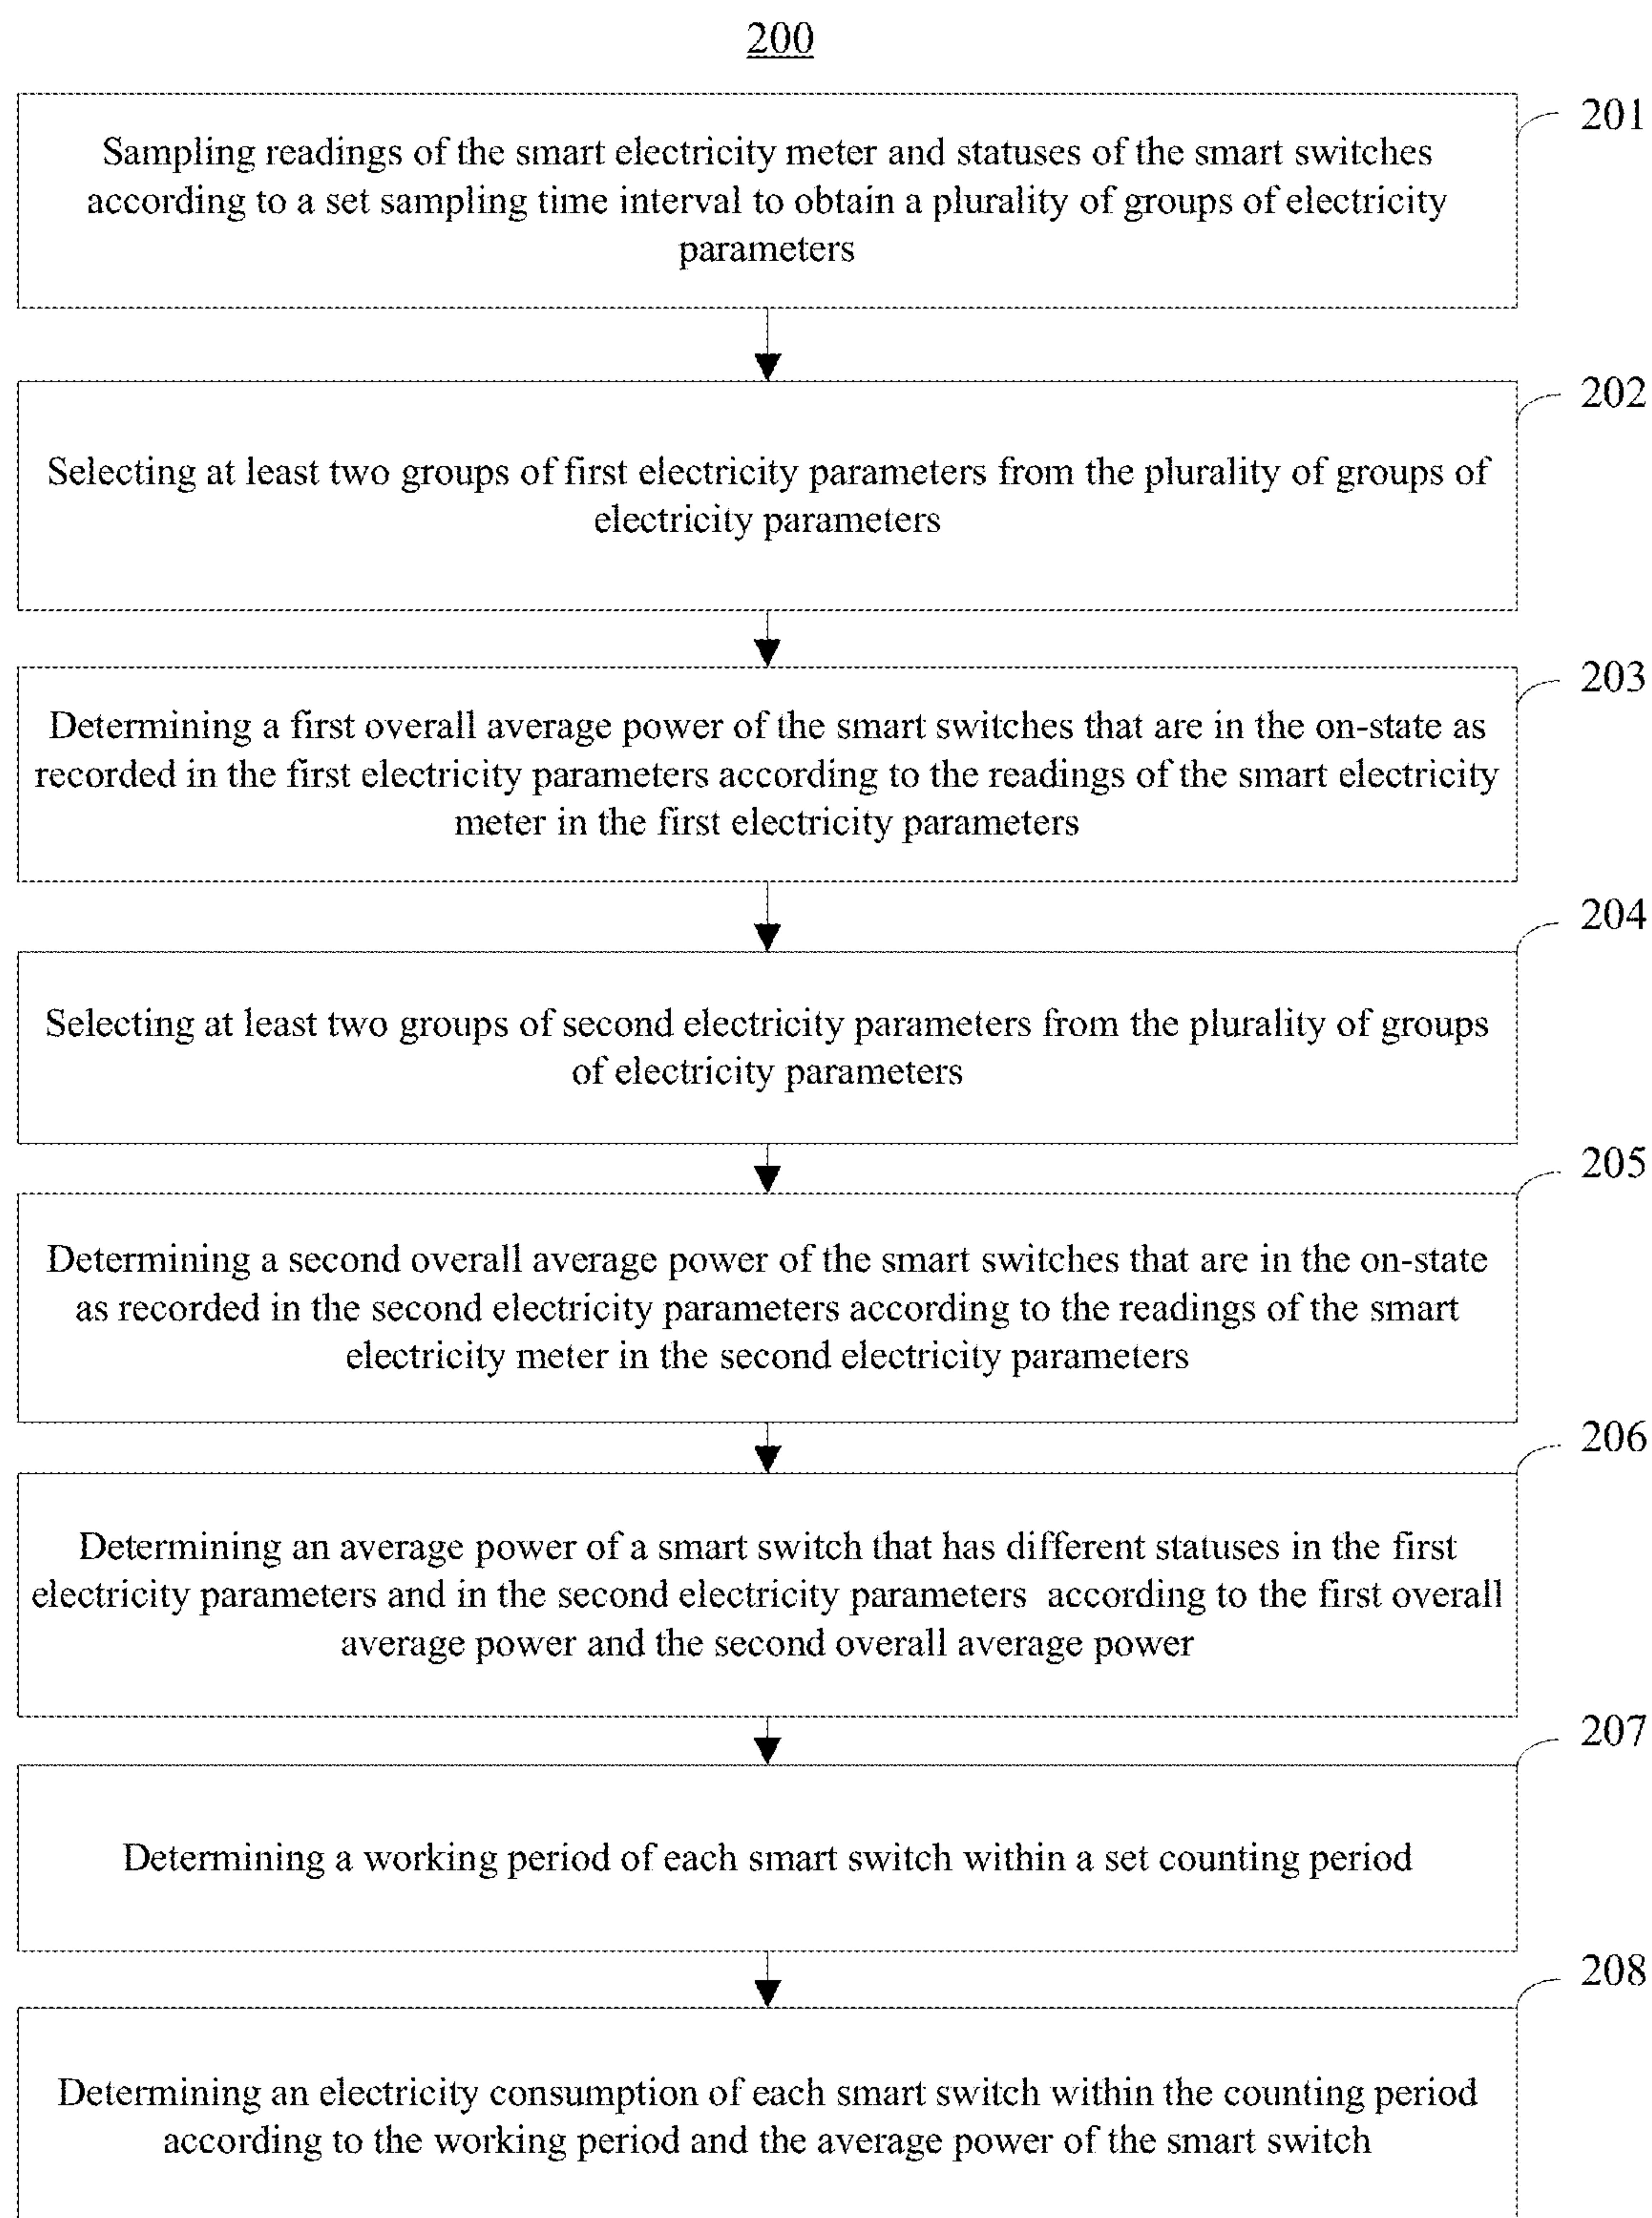 200
201
Sampling readings of the smart electricity meter and statuses of the smart switches
according to a set sampling time interval to obtain a plurality of groups of electricity
parameters
202
Selecting at least two groups of first electricity parameters from the plurality of groups of
electricity parameters
203
Determining a first overall average power of the smart switches that are in the on-state as
recorded in the first electricity parameters according to the readings of the smart electricity
meter in the first electricity parameters
204
Selecting at least two groups of second electricity parameters from the plurality of groups
of electricity parameters
205
Determining a second overall average power of the smart switches that are in the on-state
as recorded in the second electricity parameters according to the readings of the smart
electricity meter in the second electricity parameters
206
Determining an average power of a smart switch that has different statuses in the first
electricity parameters and in the second electricity parameters according to the first overall
average power and the second overall average power
207
Determining a working period of each smart switch within a set counting period
208
Determining an electricity consumption of each smart switch within the counting period
according to the working period and the average power of the smart switch